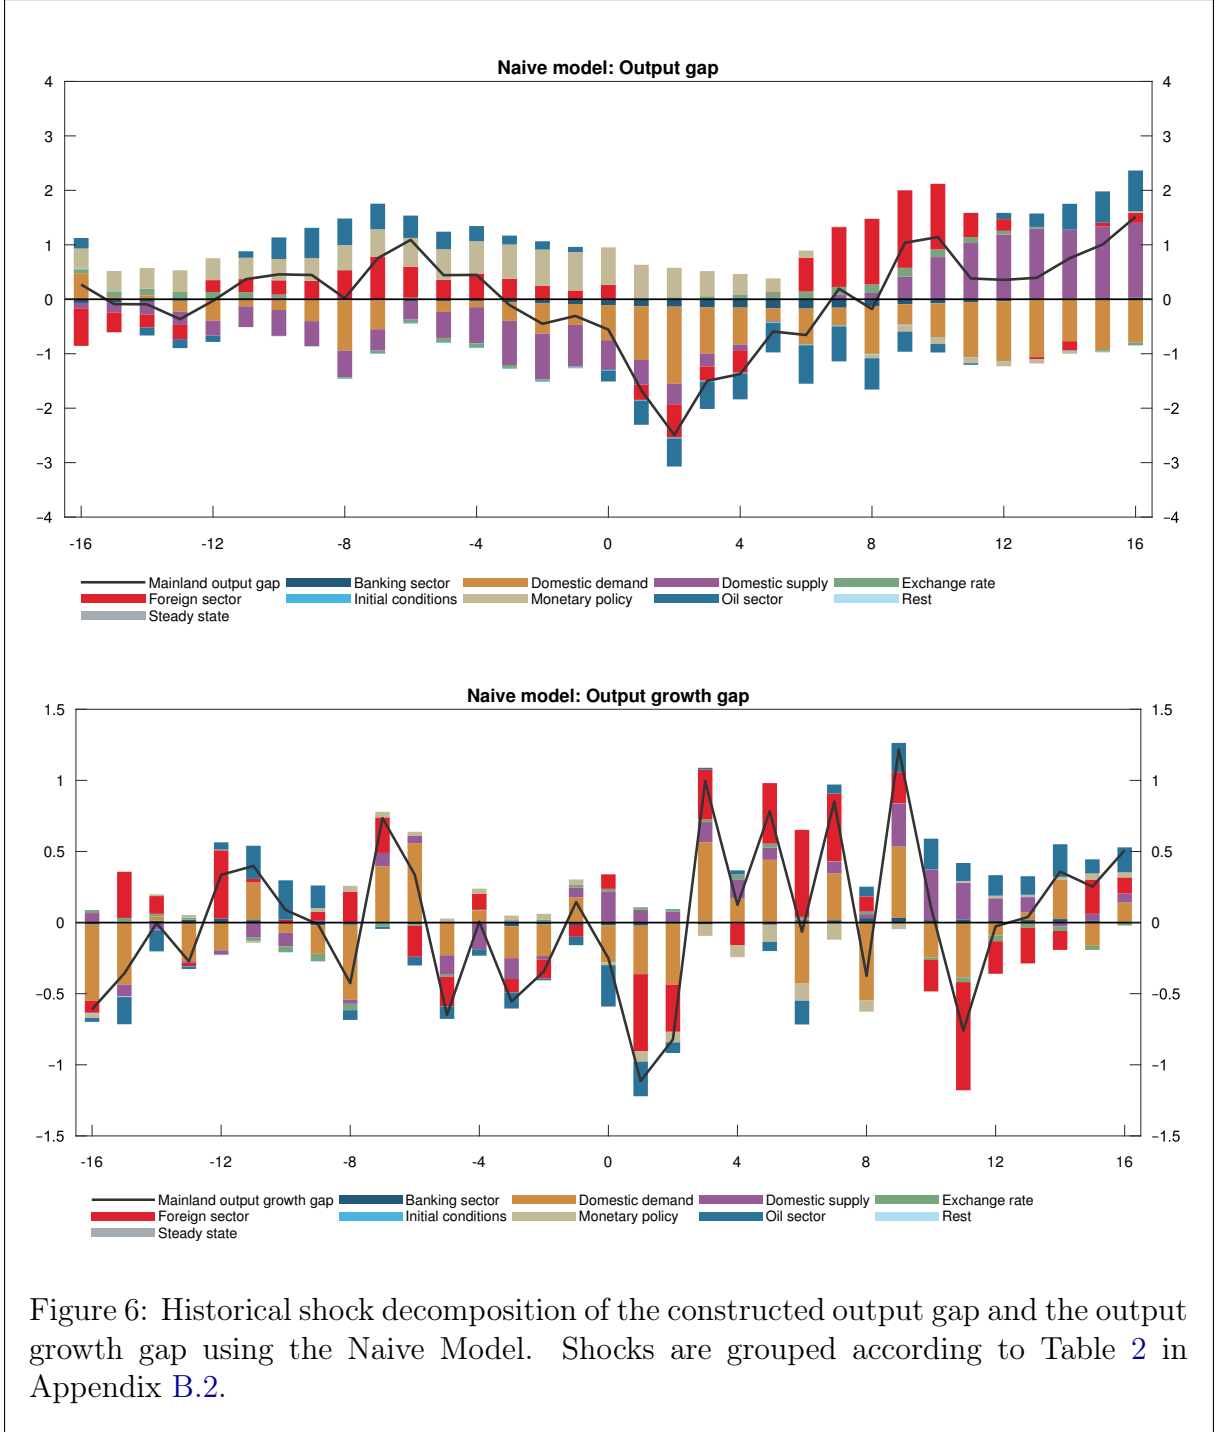 Naive model: Output gap
4 4
3 3
2 2
1 1
0 0
−1 −1
−2 −2
−3 −3
−4 −4
-16 -12 -8 -4 0 4 8 12 16
Mainland output gap Banking sector Domestic demand Domestic supply Exchange rate
Foreign sector Initial conditions Monetary policy Oil sector Rest
Steady state
Naive model: Output growth gap
1.5 1.5
1 1
0.5 0.5
0 0
−0.5 −0.5
−1 −1
−1.5 −1.5
-16 -12 -8 -4 0 4 8 12 16
Mainland output growth gap Banking sector Domestic demand Domestic supply Exchange rate
Foreign sector Initial conditions Monetary policy Oil sector Rest
Steady state
Figure 6: Historical shock decomposition of the constructed output gap and the output
growth gap using the Naive Model. Shocks are grouped according to Table 2 in
Appendix B.2.